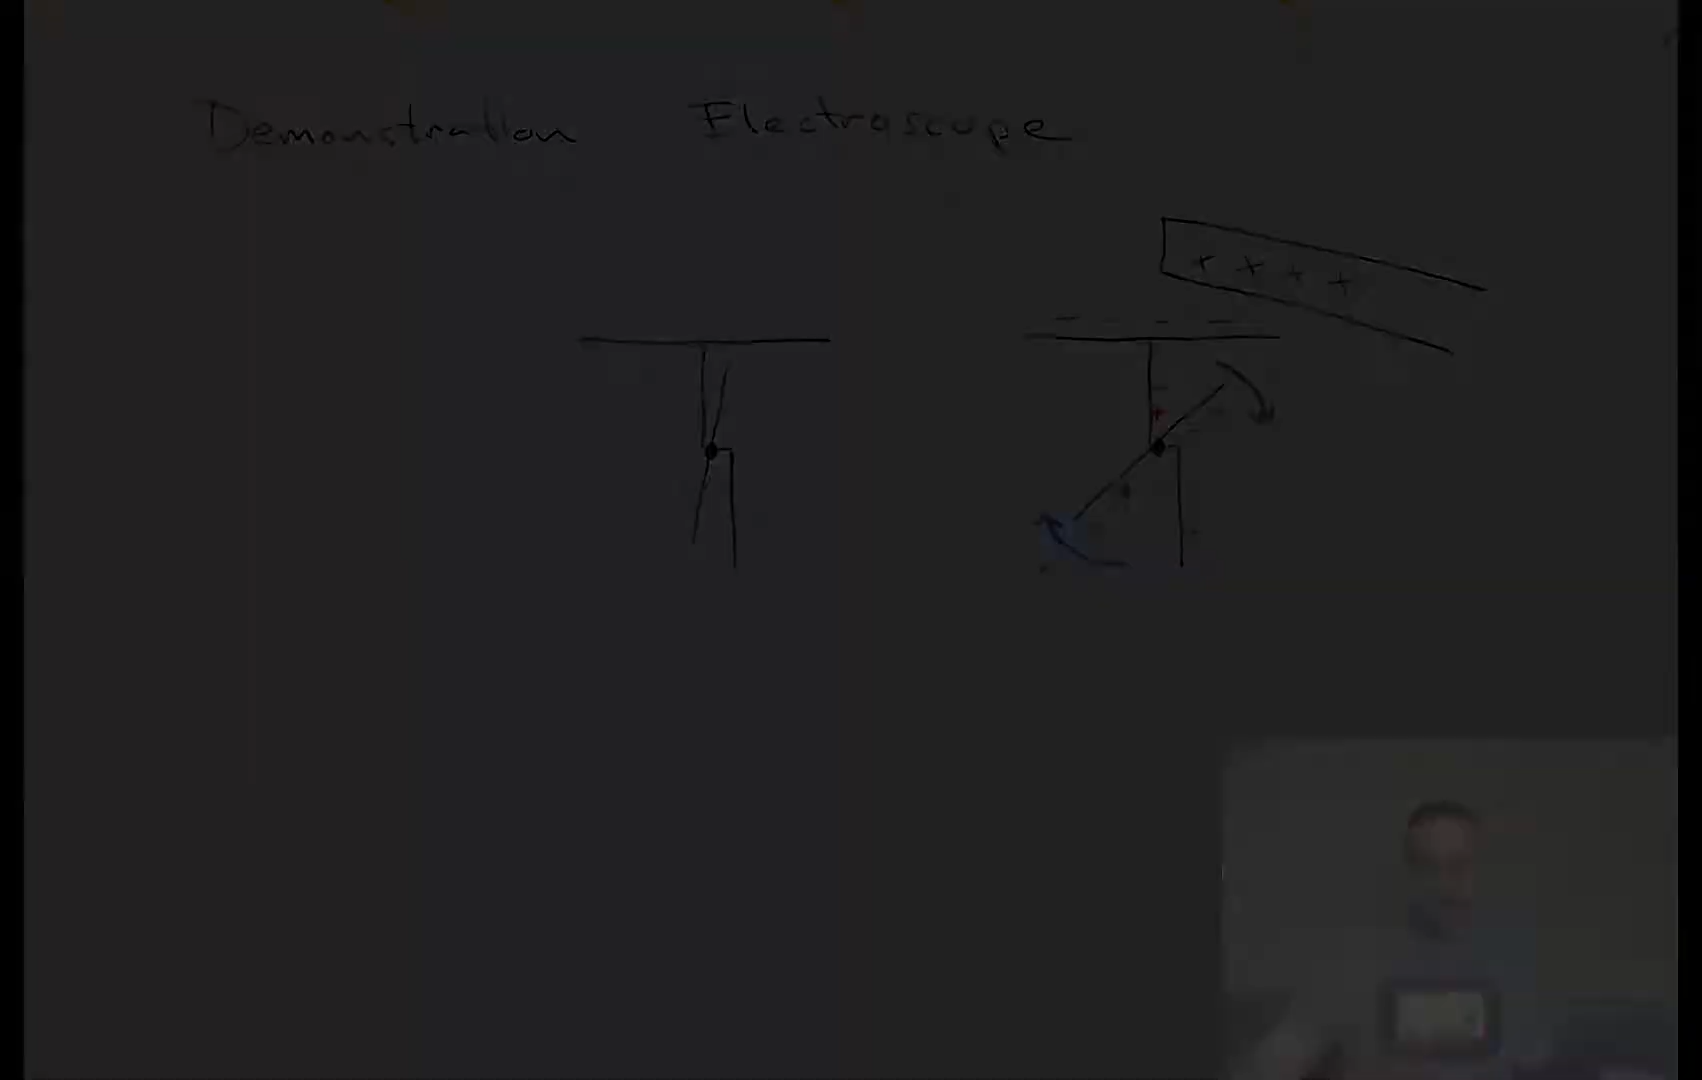 Demonstration Electroscope
+ + + +
- - - -